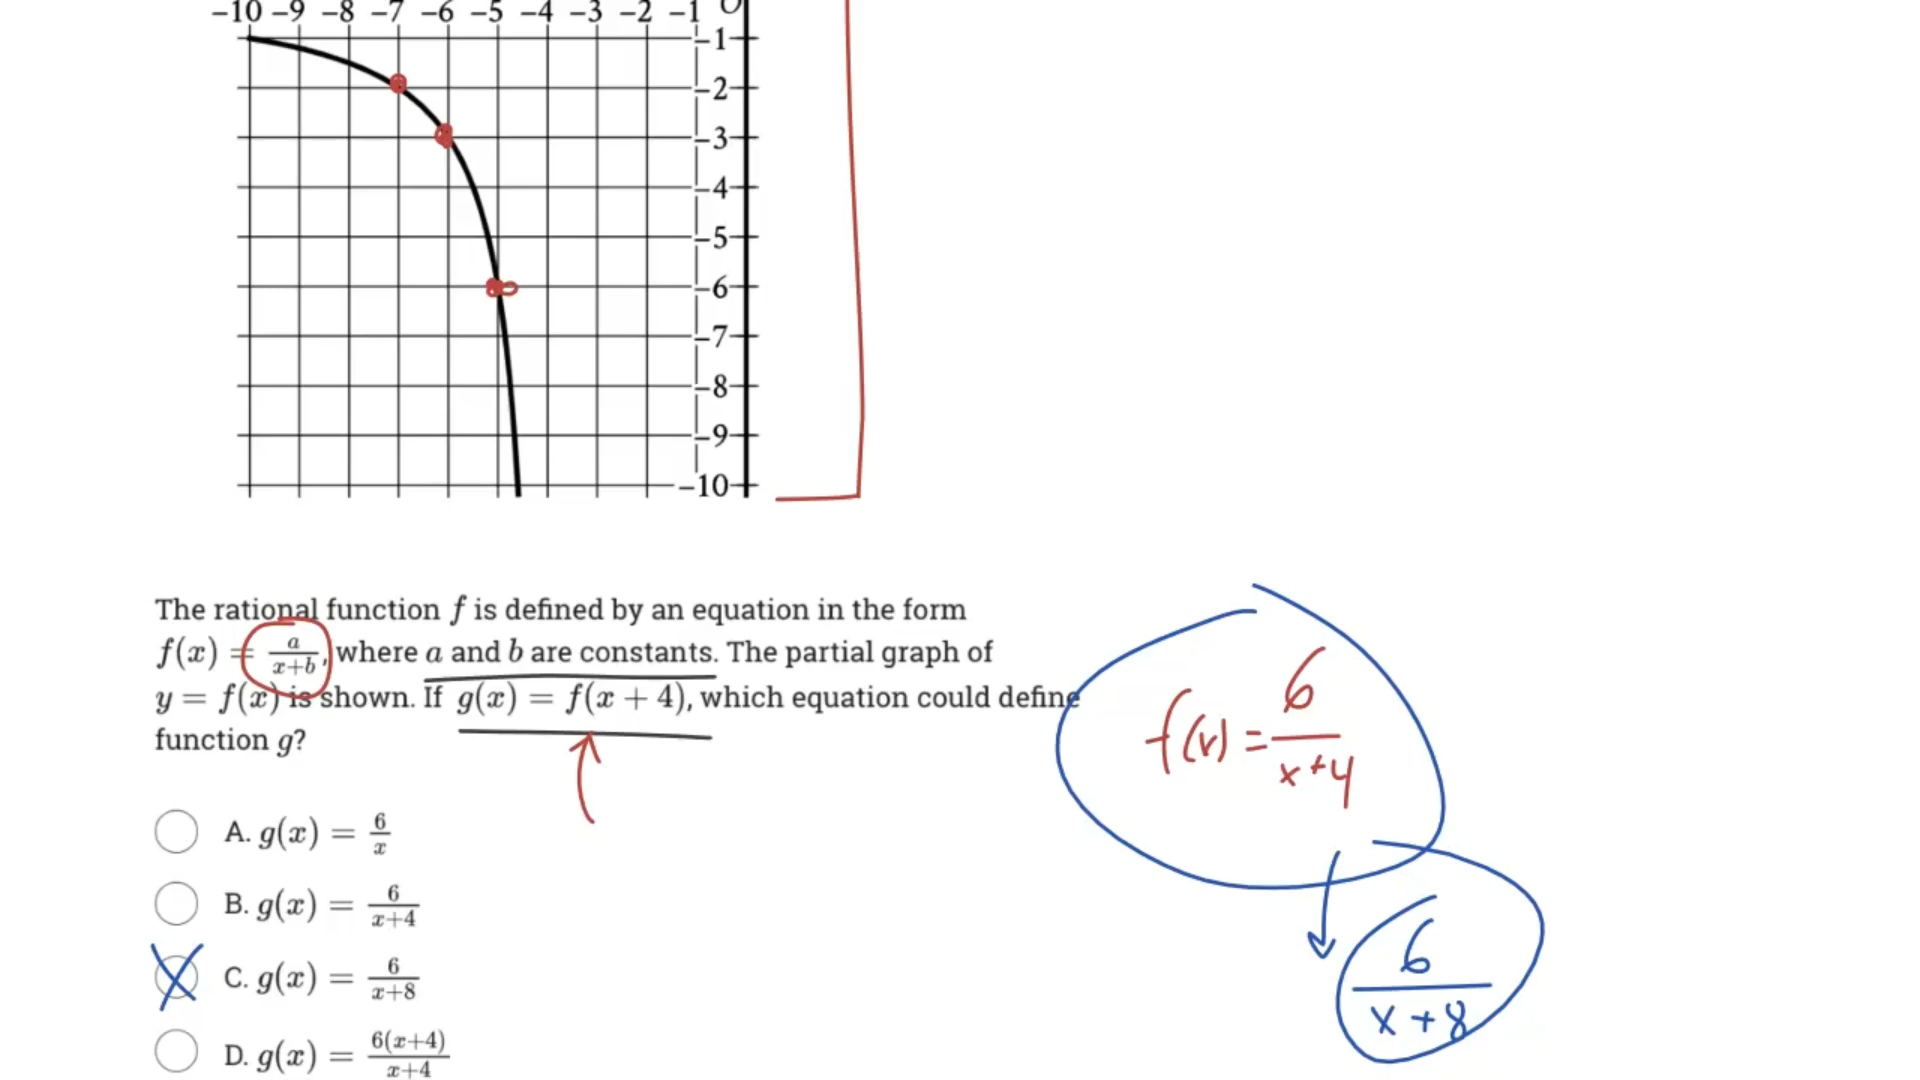 −10 −9 −8 −7 −6 −5 −4 −3 −2 −1 O
−1
−2
−3
−4
−5
−6
−7
−8
−9
−10
The rational function f is defined by an equation in the form
f(x) = a/(x+b), where a and b are constants. The partial graph of
y = f(x) is shown. If g(x) = f(x + 4), which equation could define
function g?
f(x) = 6/(x+4)
A. g(x) = 6/x
B. g(x) = 6/(x+4)
C. g(x) = 6/(x+8)
D. g(x) = 6(x+4)/(x+4)
6/(x+8)